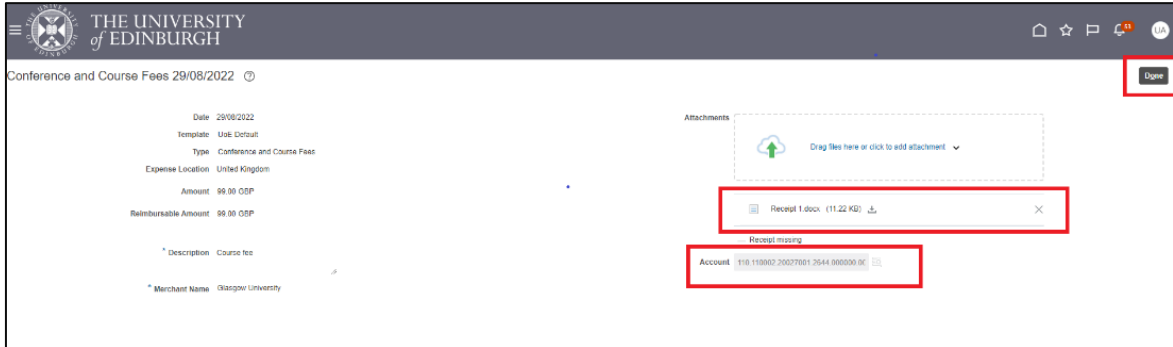 THE UNIVERSITY
of EDINBURGH
11
UA
Conference and Course Fees 29/08/2022
Done
Date 29/08/2022
Template UoE Default
Type Conference and Course Fees
Expense Location United Kingdom
Amount 99.00 GBP
Reimbursable Amount 99.00 GBP
* Description Course fee
* Merchant Name Glasgow University
Attachments
Drag files here or click to add attachment
Receipt 1.docx (11.22 KB)
Receipt missing
Account